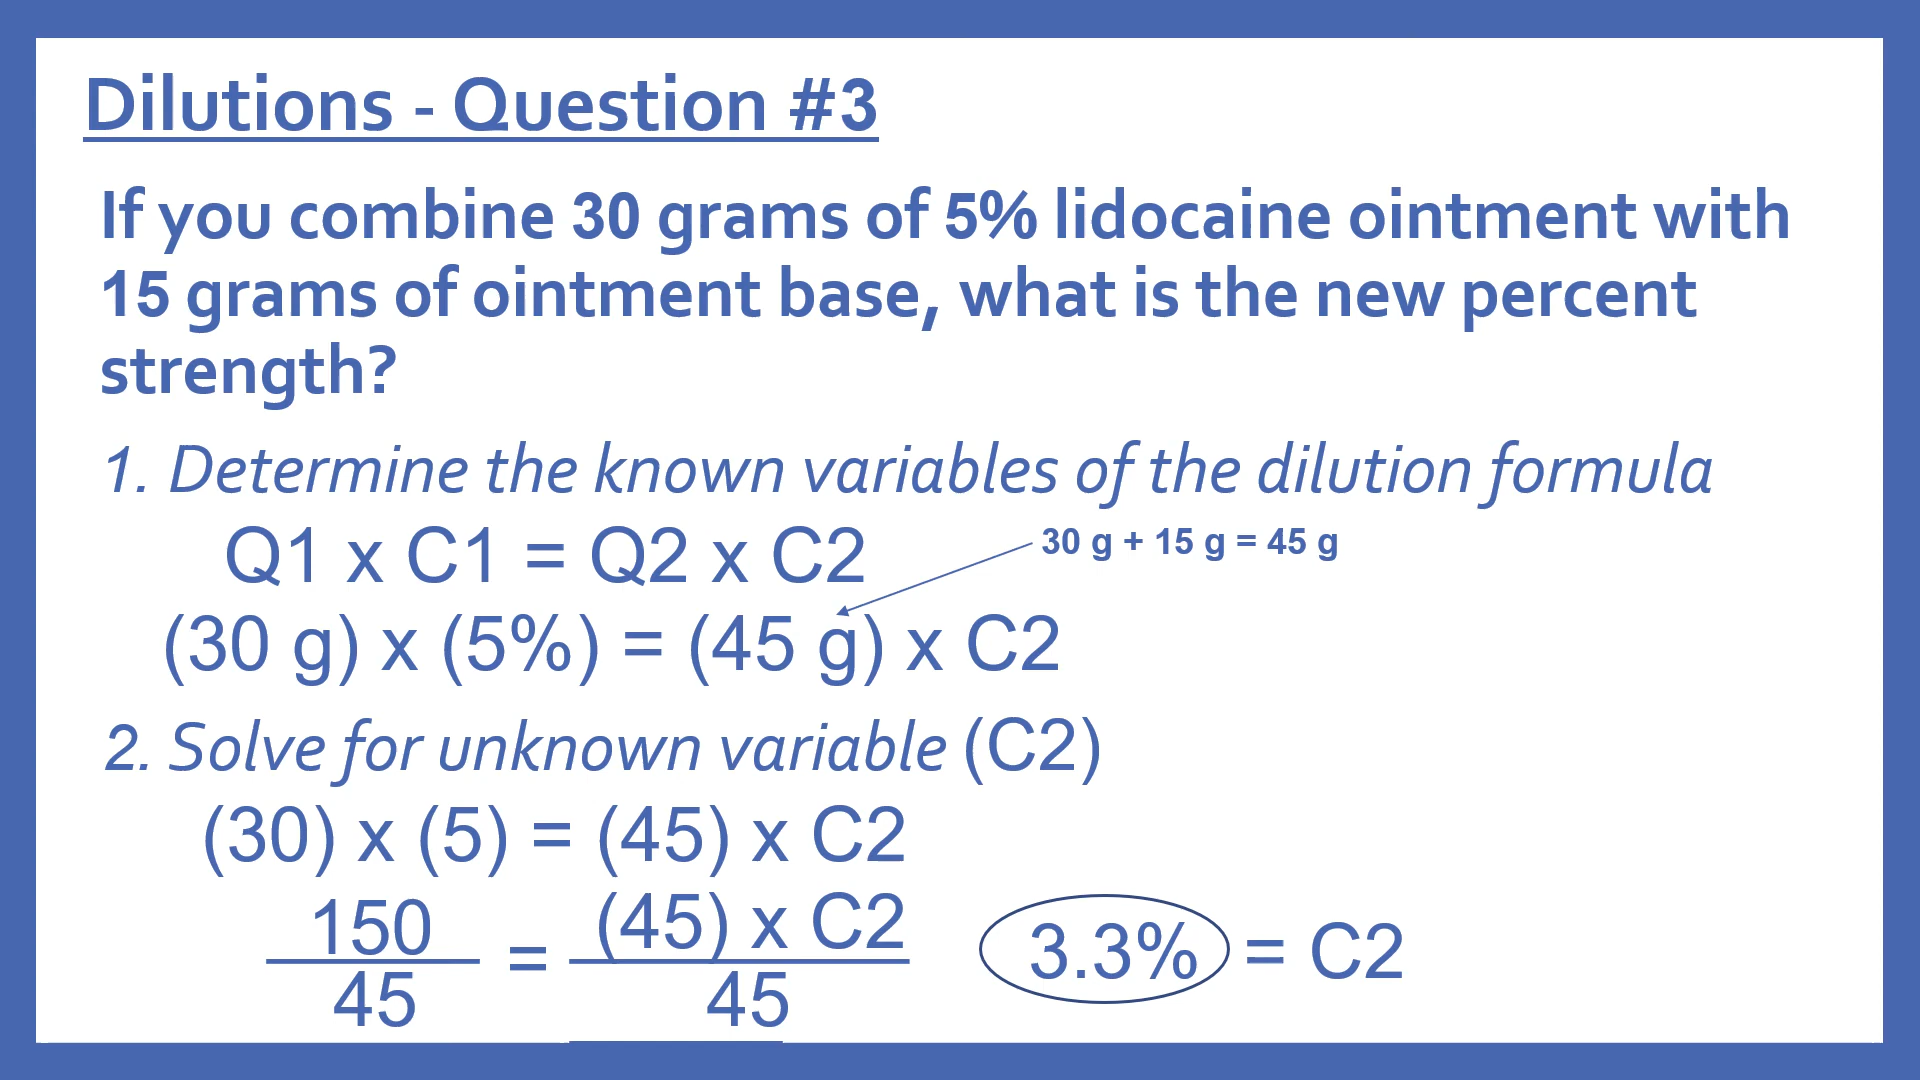 Dilutions - Question #3
If you combine 30 grams of 5% lidocaine ointment with
15 grams of ointment base, what is the new percent
strength?
1. Determine the known variables of the dilution formula
Q1 x C1 = Q2 x C2
30 g + 15 g = 45 g
(30 g) x (5%) = (45 g) x C2
2. Solve for unknown variable (C2)
(30) x (5) = (45) x C2
150 = (45) x C2
45 45
3.3% = C2